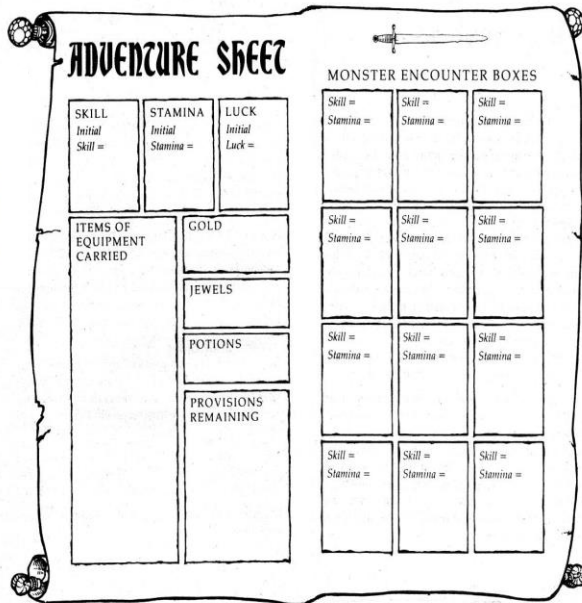 ADVENTURE SHEET
SKILL
Initial
Skill =
STAMINA
Initial
Stamina =
LUCK
Initial
Luck =
ITEMS OF
EQUIPMENT
CARRIED
GOLD
JEWELS
POTIONS
PROVISIONS
REMAINING
MONSTER ENCOUNTER BOXES
Skill =
Stamina =
Skill =
Stamina =
Skill =
Stamina =
Skill =
Stamina =
Skill =
Stamina =
Skill =
Stamina =
Skill =
Stamina =
Skill =
Stamina =
Skill =
Stamina =
Skill =
Stamina =
Skill =
Stamina =
Skill =
Stamina =